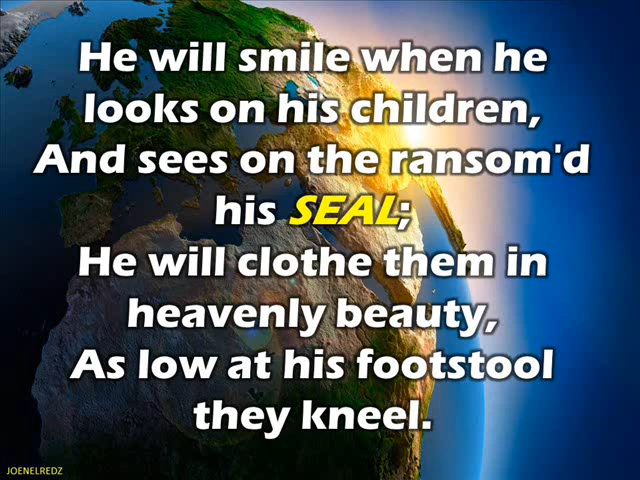 He will smile when he
looks on his children,
And sees on the ransom'd
his SEAL;
He will clothe them in
heavenly beauty,
As low at his footstool
they kneel.
JOENELREDZ